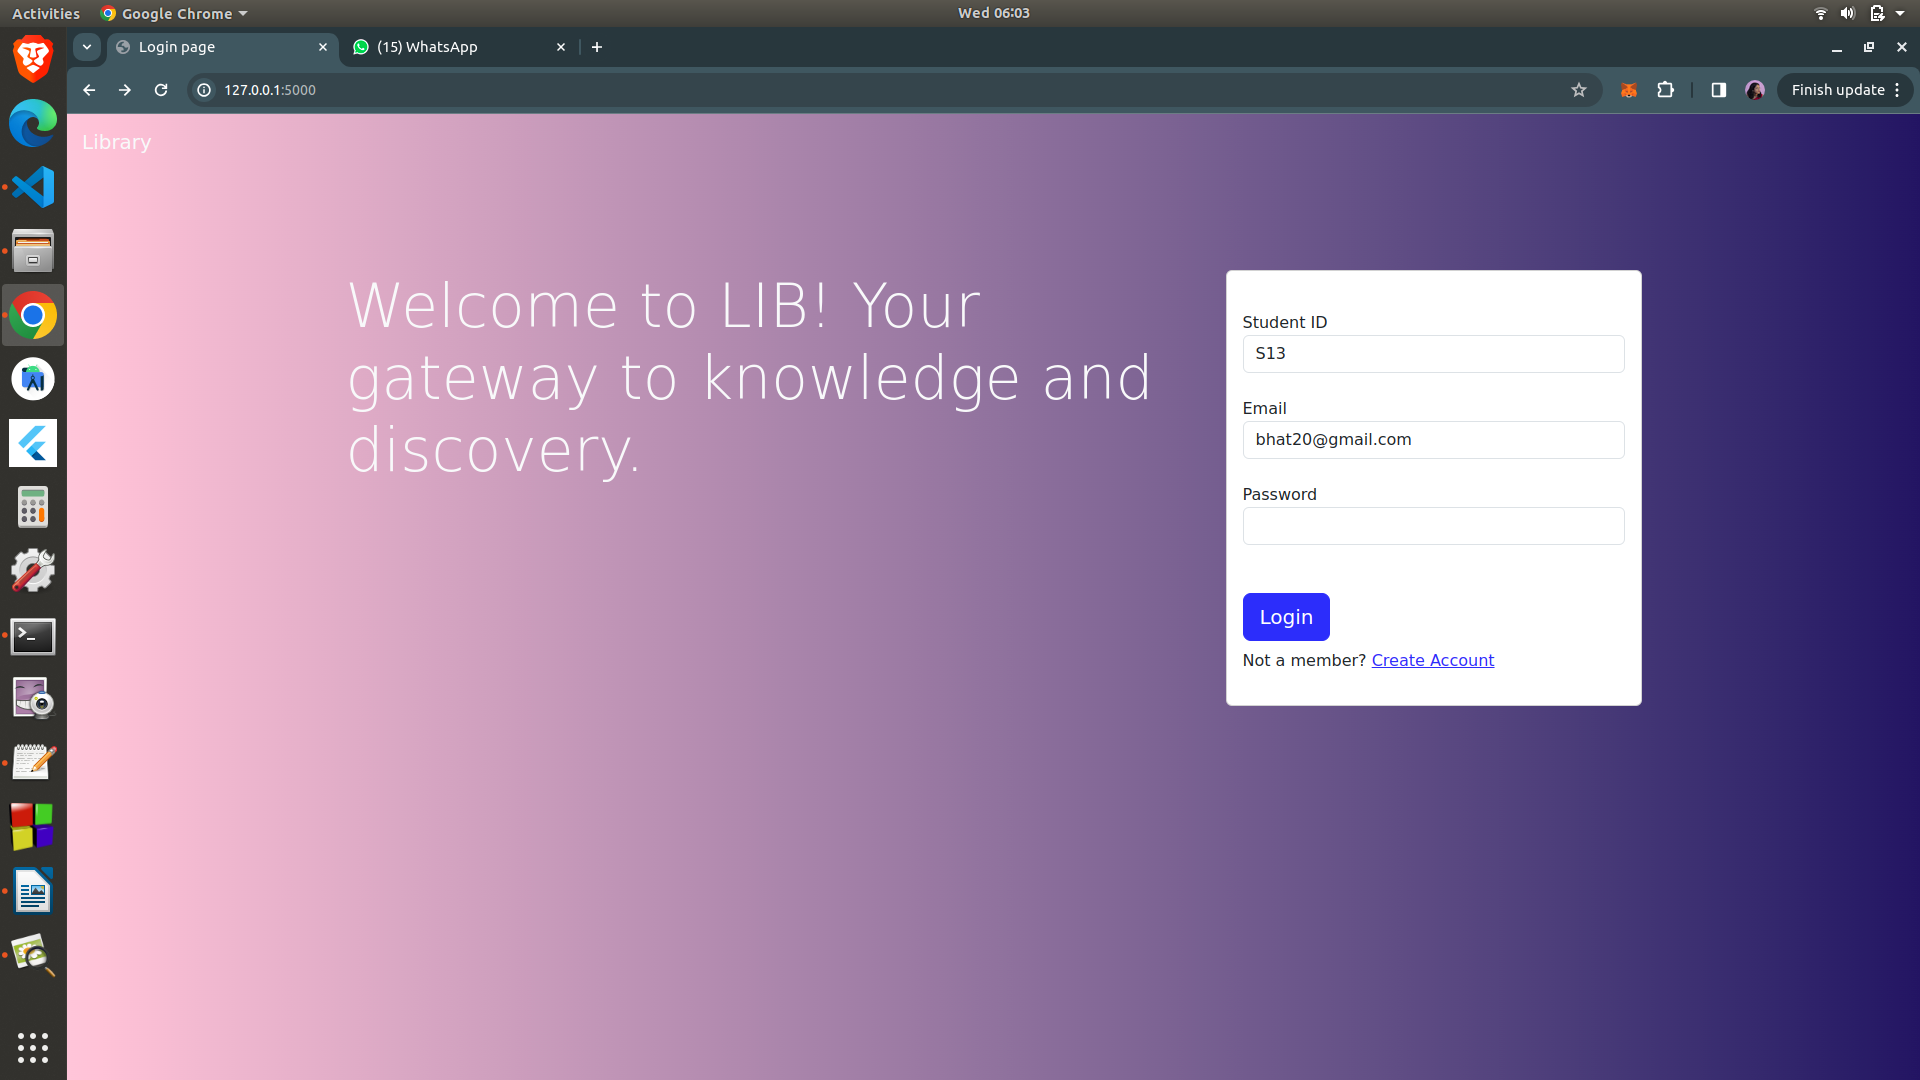 Activities
Google Chrome
Wed 06:03
Login page
(15) WhatsApp
127.0.0.1:5000
Finish update
Library
Welcome to LIB! Your
gateway to knowledge and
discovery.
Student ID
S13
Email
bhat20@gmail.com
Password
Login
Not a member? Create Account